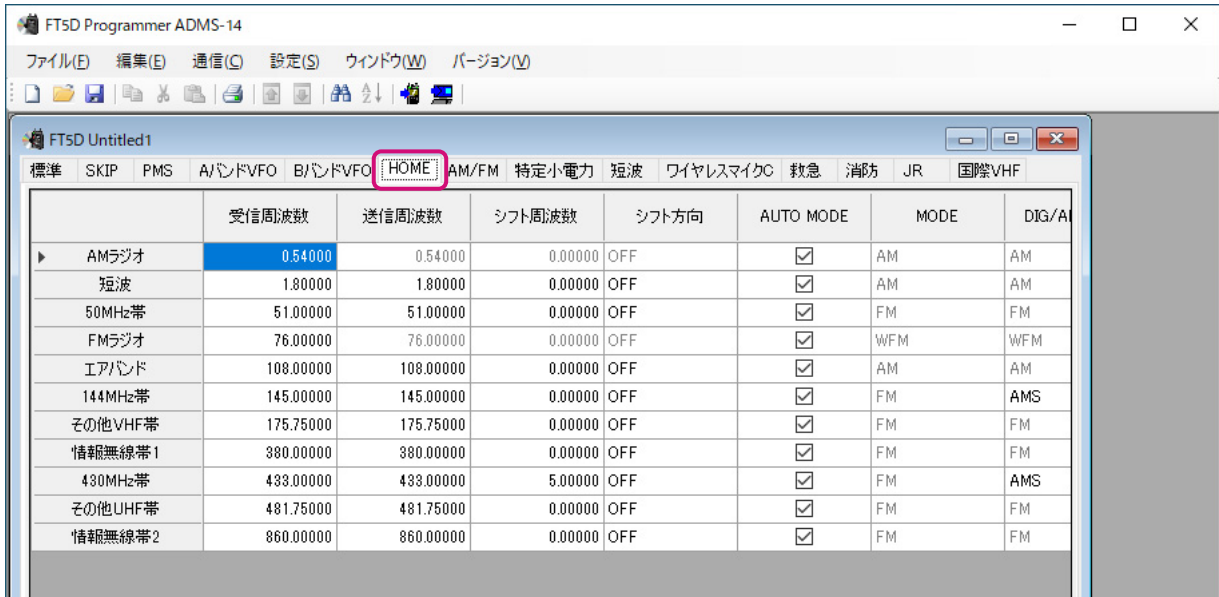 FT5D Programmer ADMS-14
ファイル(F) 編集(E) 通信(C) 設定(S) ウィンドウ(W) バージョン(V)
FT5D Untitled1
標準 SKIP PMS AバンドVFO BバンドVFO HOME AM/FM 特定小電力 短波 ワイヤレスマイクC 救急 消防 JR 国際VHF
受信周波数 送信周波数 シフト周波数 シフト方向 AUTO MODE MODE DIG/A
AMラジオ 0.54000 0.54000 0.00000 OFF AM AM
短波 1.80000 1.80000 0.00000 OFF AM AM
50MHz帯 51.00000 51.00000 0.00000 OFF FM FM
FMラジオ 76.00000 76.00000 0.00000 OFF WFM WFM
エアバンド 108.00000 108.00000 0.00000 OFF AM AM
144MHz帯 145.00000 145.00000 0.00000 OFF FM AMS
その他VHF帯 175.75000 175.75000 0.00000 OFF FM FM
情報無線帯1 380.00000 380.00000 0.00000 OFF FM FM
430MHz帯 433.00000 433.00000 5.00000 OFF FM AMS
その他UHF帯 481.75000 481.75000 0.00000 OFF FM FM
情報無線帯2 860.00000 860.00000 0.00000 OFF FM FM